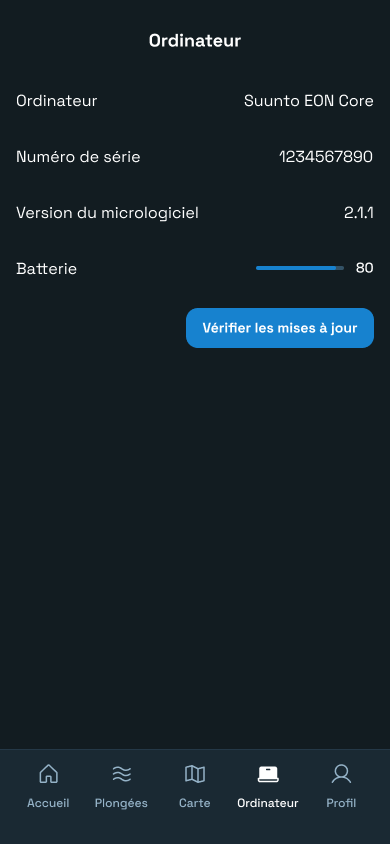 Ordinateur
Ordinateur Suunto EON Core
Numéro de série 1234567890
Version du micrologiciel 2.1.1
Batterie 80
Vérifier les mises à jour
Accueil Plongées Carte Ordinateur Profil